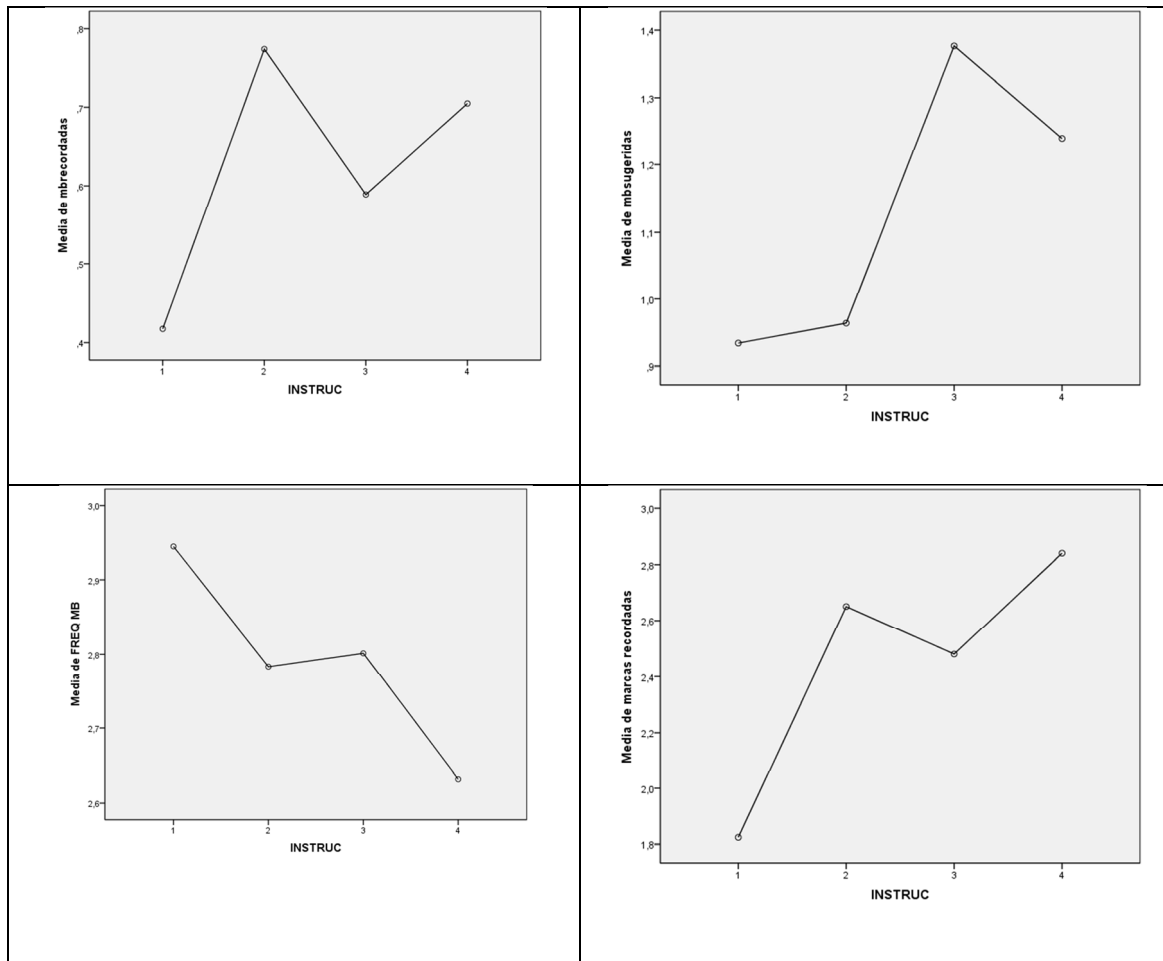 Media de mbrecordadas
,8
,7
,6
,5
,4
1 2 3 4
INSTRUC
Media de mbsugeridas
1,4
1,3
1,2
1,1
1,0
,9
1 2 3 4
INSTRUC
Media de FREQ MB
3,0
2,9
2,8
2,7
2,6
1 2 3 4
INSTRUC
Media de marcas recordadas
3,0
2,8
2,6
2,4
2,2
2,0
1,8
1 2 3 4
INSTRUC